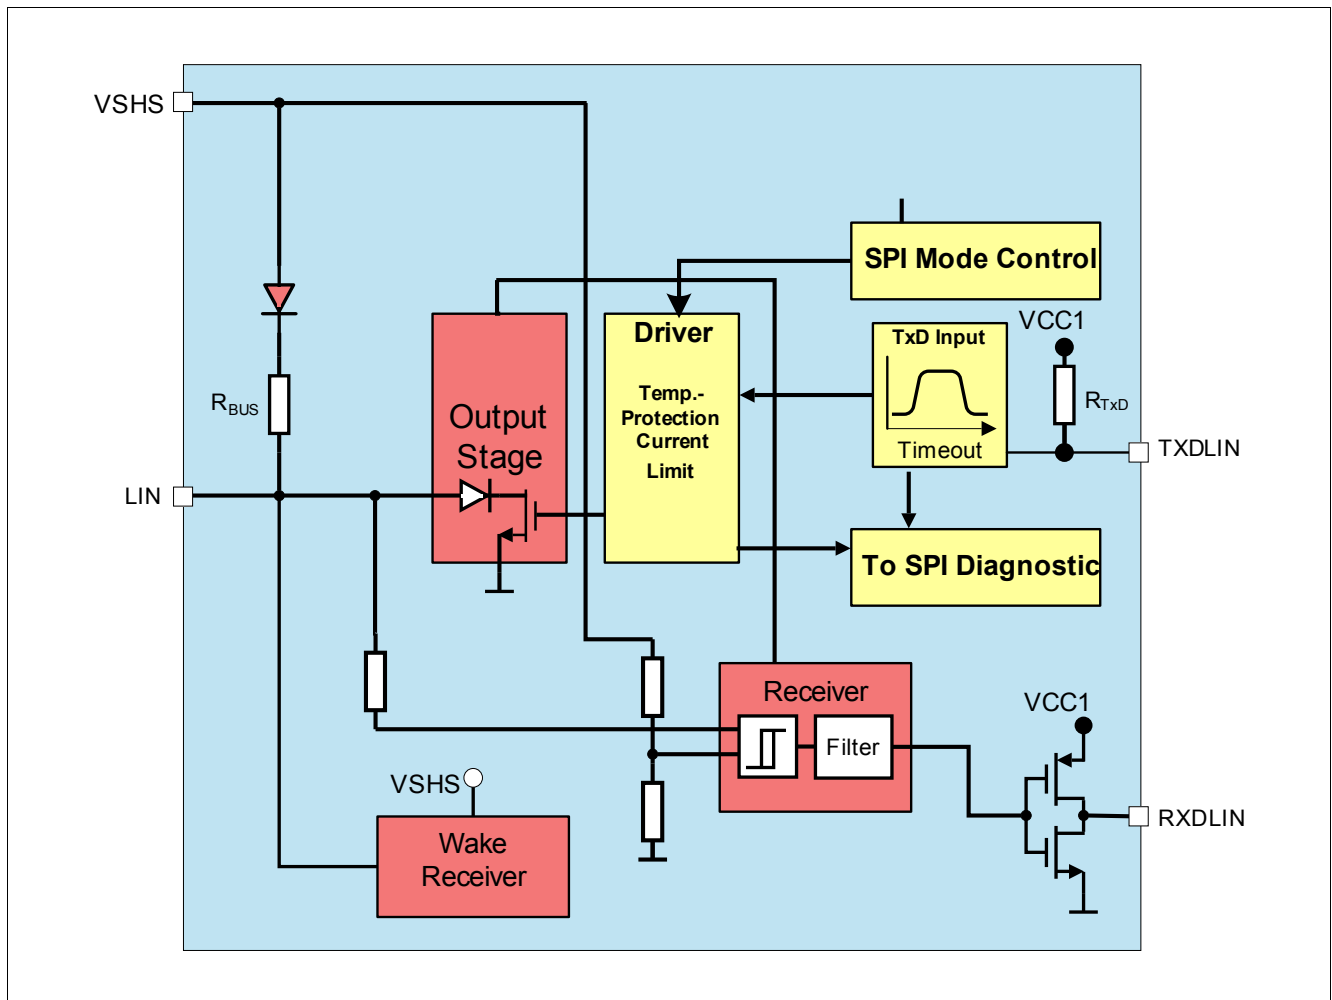 VSHS
SPI Mode Control
VCC1
Driver
TxD Input
Temp.-
Protection
Current
Limit
RBUS
RTxD
Output
Stage
Timeout
TXDLIN
LIN
To SPI Diagnostic
Receiver
VCC1
Filter
VSHS
RXDLIN
Wake
Receiver